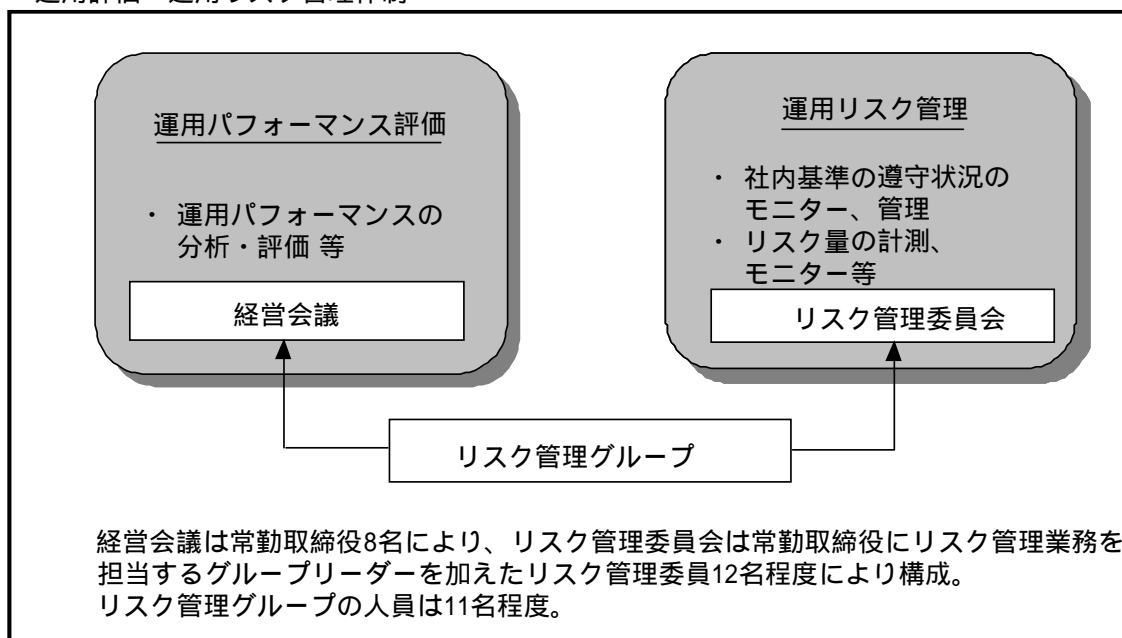 運用パフォーマンス評価
・ 運用パフォーマンスの
分析・評価 等
経営会議
運用リスク管理
・ 社内基準の遵守状況の
モニター、管理
・ リスク量の計測、
モニター等
リスク管理委員会
リスク管理グループ
経営会議は常勤取締役8名により、リスク管理委員会は常勤取締役にリスク管理業務を
担当するグループリーダーを加えたリスク管理委員12名程度により構成。
リスク管理グループの人員は11名程度。